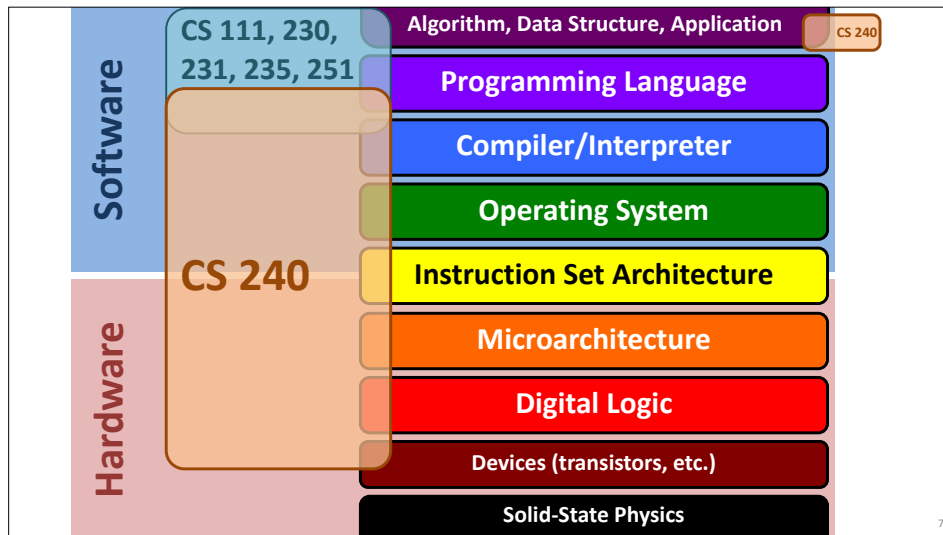 CS 111, 230,
231, 235, 251
Algorithm, Data Structure, Application
CS 240
Programming Language
Compiler/Interpreter
Software
Operating System
CS 240
Instruction Set Architecture
Hardware
Microarchitecture
Digital Logic
Devices (transistors, etc.)
Solid-State Physics
7